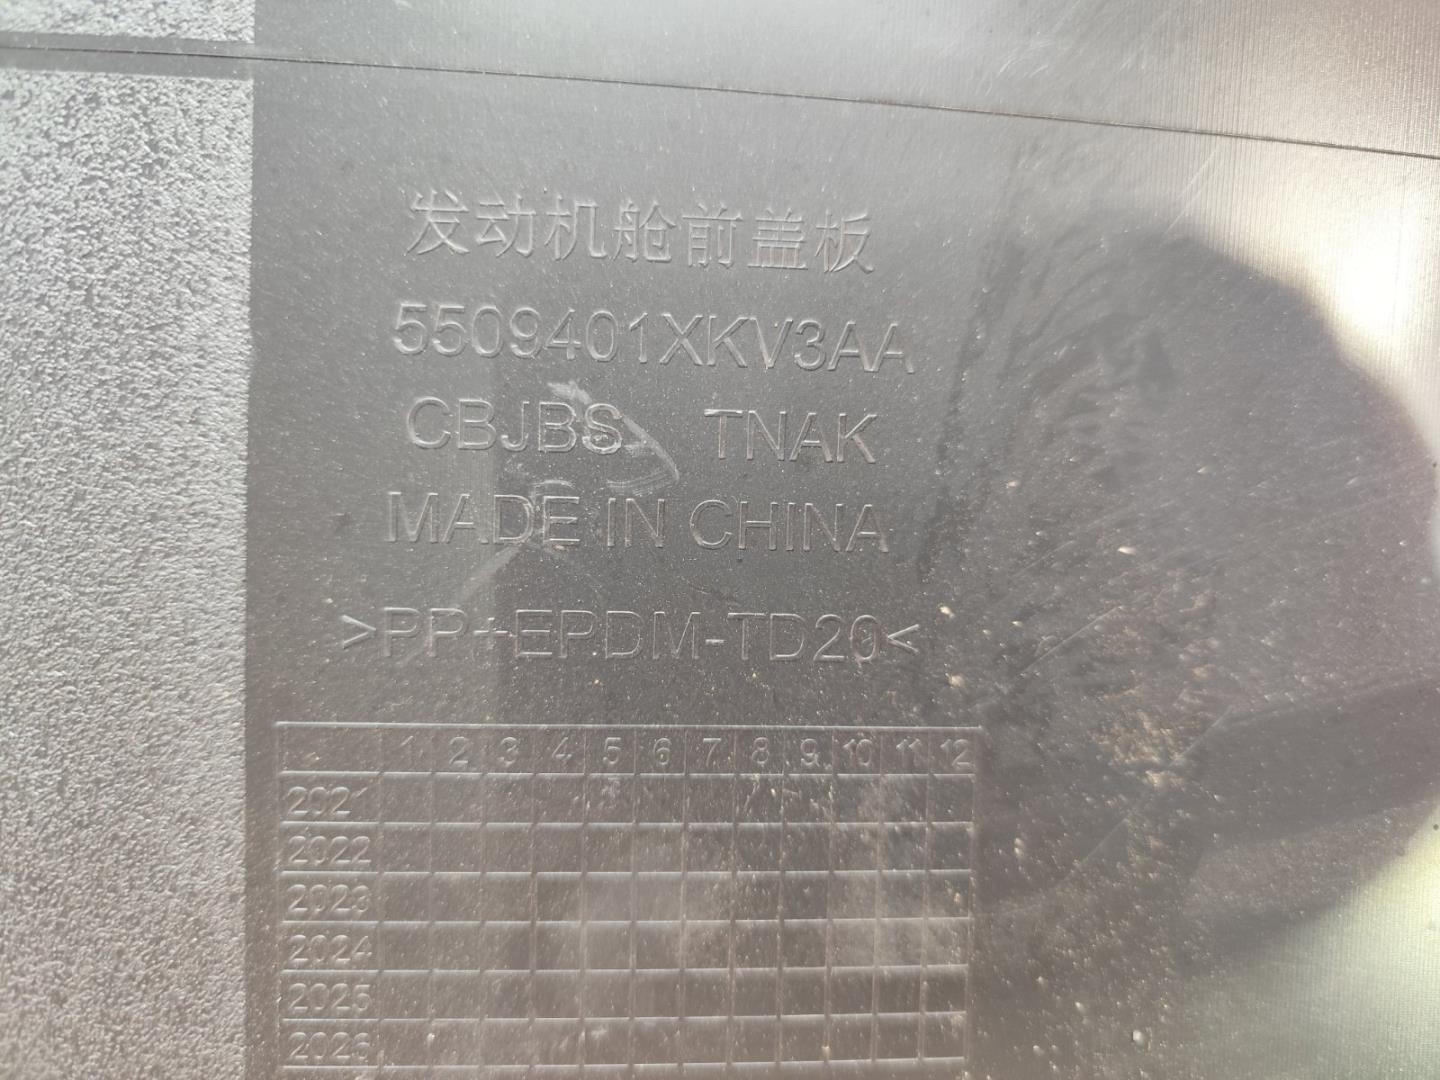 发动机舱前盖板
5509401XKV3AA
CBJBS TNAK
MADE IN CHINA
>PP+EPDM-TD20<
1 2 3 4 5 6 7 8 9 10 11 12
2021
2022
2023
2024
2025
2026